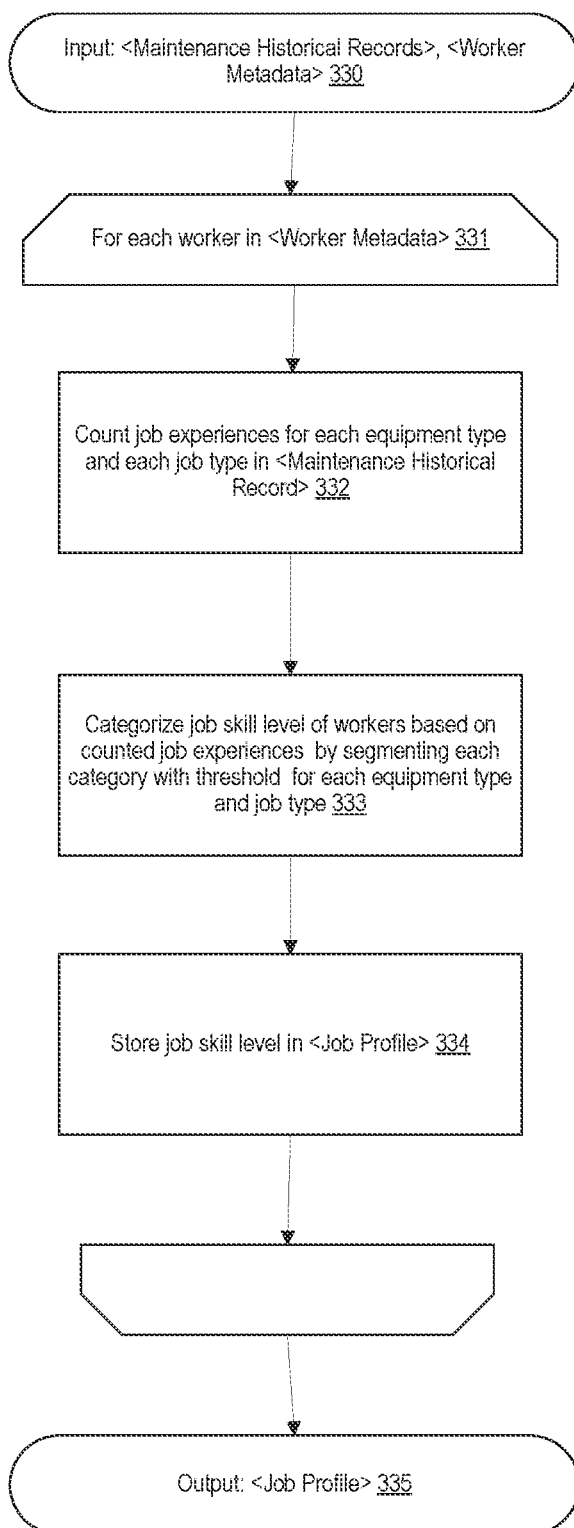 Input: <Maintenance Historical Records>, <Worker
Metadata> 330
For each worker in <Worker Metadata> 331
Count job experiences for each equipment type
and each job type in <Maintenance Historical
Record> 332
Categorize job skill level of workers based on
counted job experiences by segmenting each
category with threshold for each equipment type
and job type 333
Store job skill level in <Job Profile> 334
Output: <Job Profile> 335